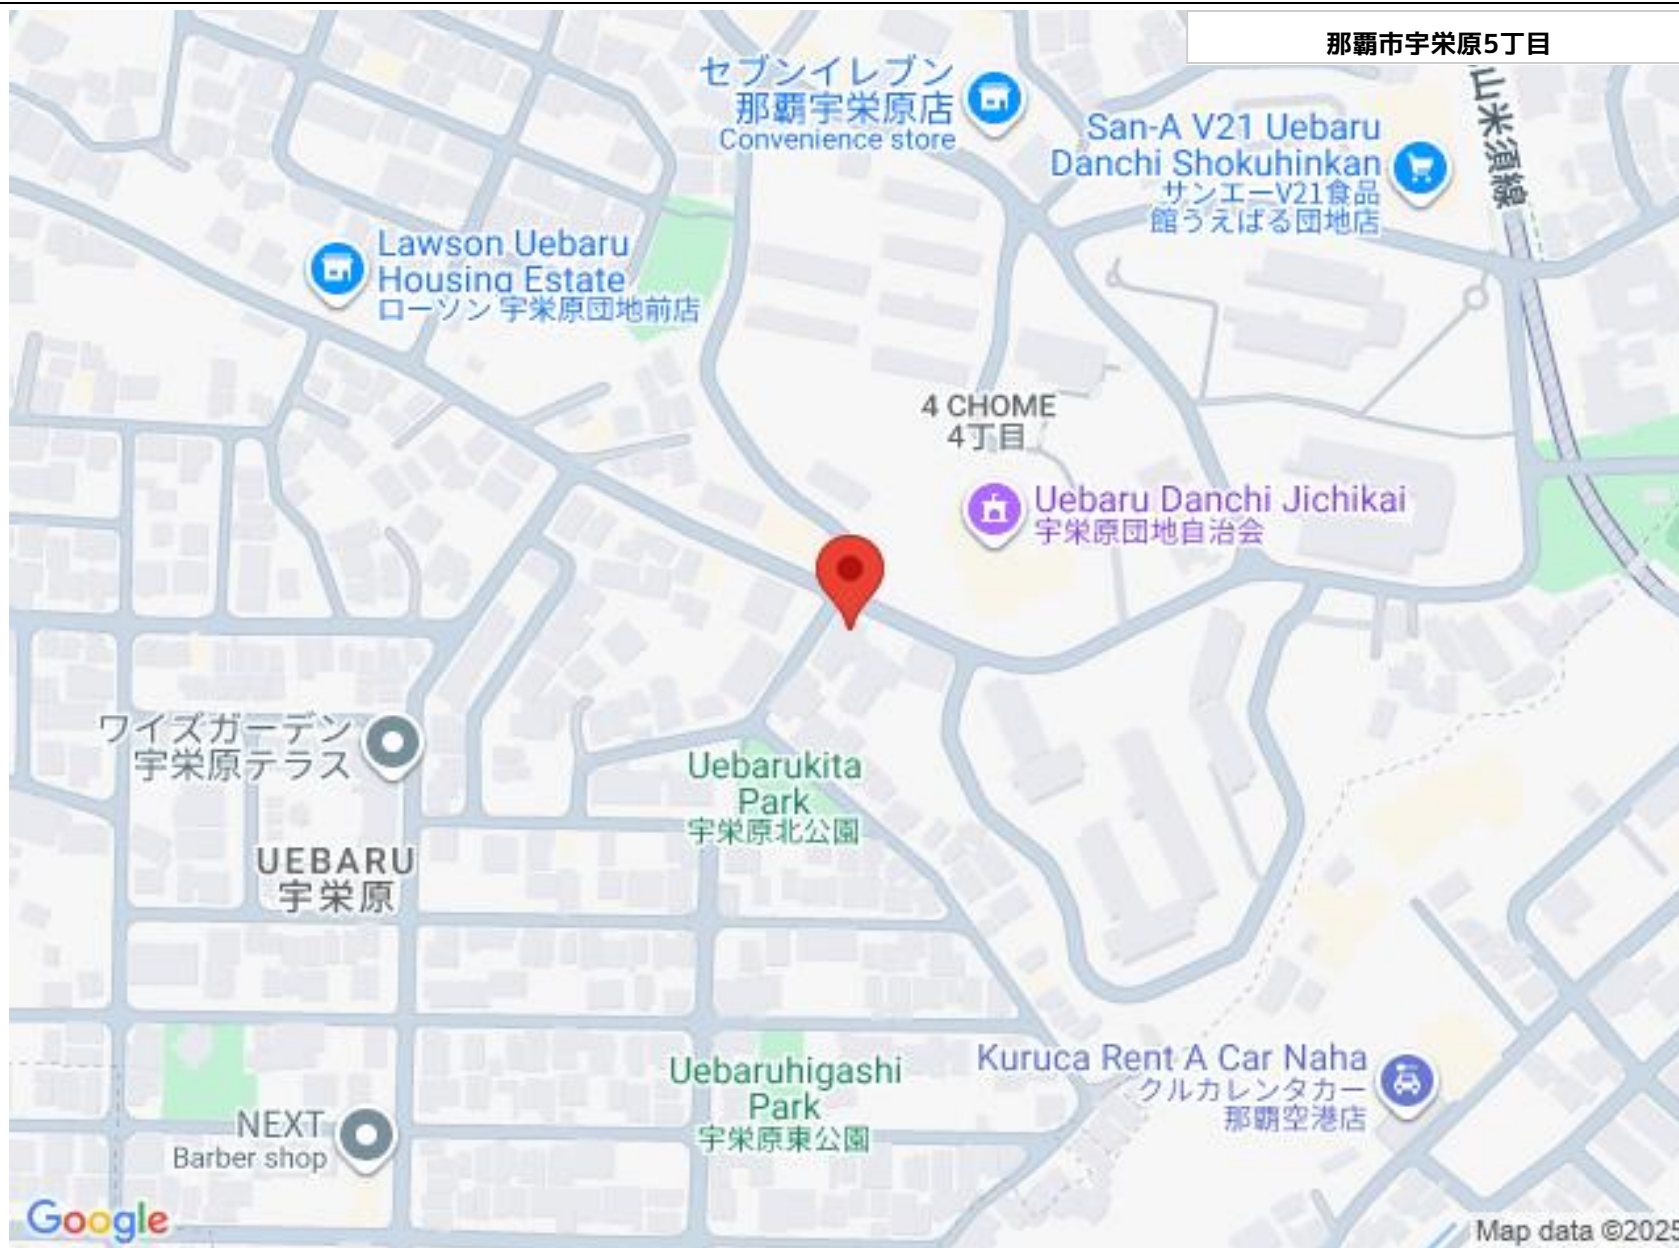 那覇市宇栄原5丁目
山米須線
セブンイレブン
那覇宇栄原店
Convenience store
San-A V21 Uebaru
Danchi Shokuhinkan
サンエーV21食品
館うえばる団地店
Lawson Uebaru
Housing Estate
ローソン 宇栄原団地前店
4 CHOME
4丁目
Uebaru Danchi Jichikai
宇栄原団地自治会
ワイズガーデン
宇栄原テラス
Uebarukita
Park
宇栄原北公園
UEBARU
宇栄原
Uebaruhigashi
Park
宇栄原東公園
Kuruca Rent A Car Naha
クルカレンタカー
那覇空港店
NEXT
Barber shop
Google
Map data ©2025